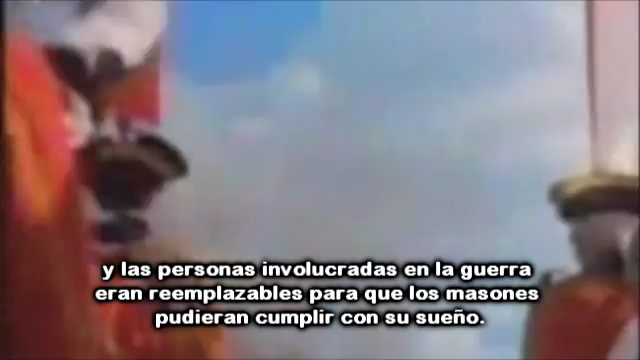 y las personas involucradas en la guerra
eran reemplazables para que los masones
pudieran cumplir con su sueño.